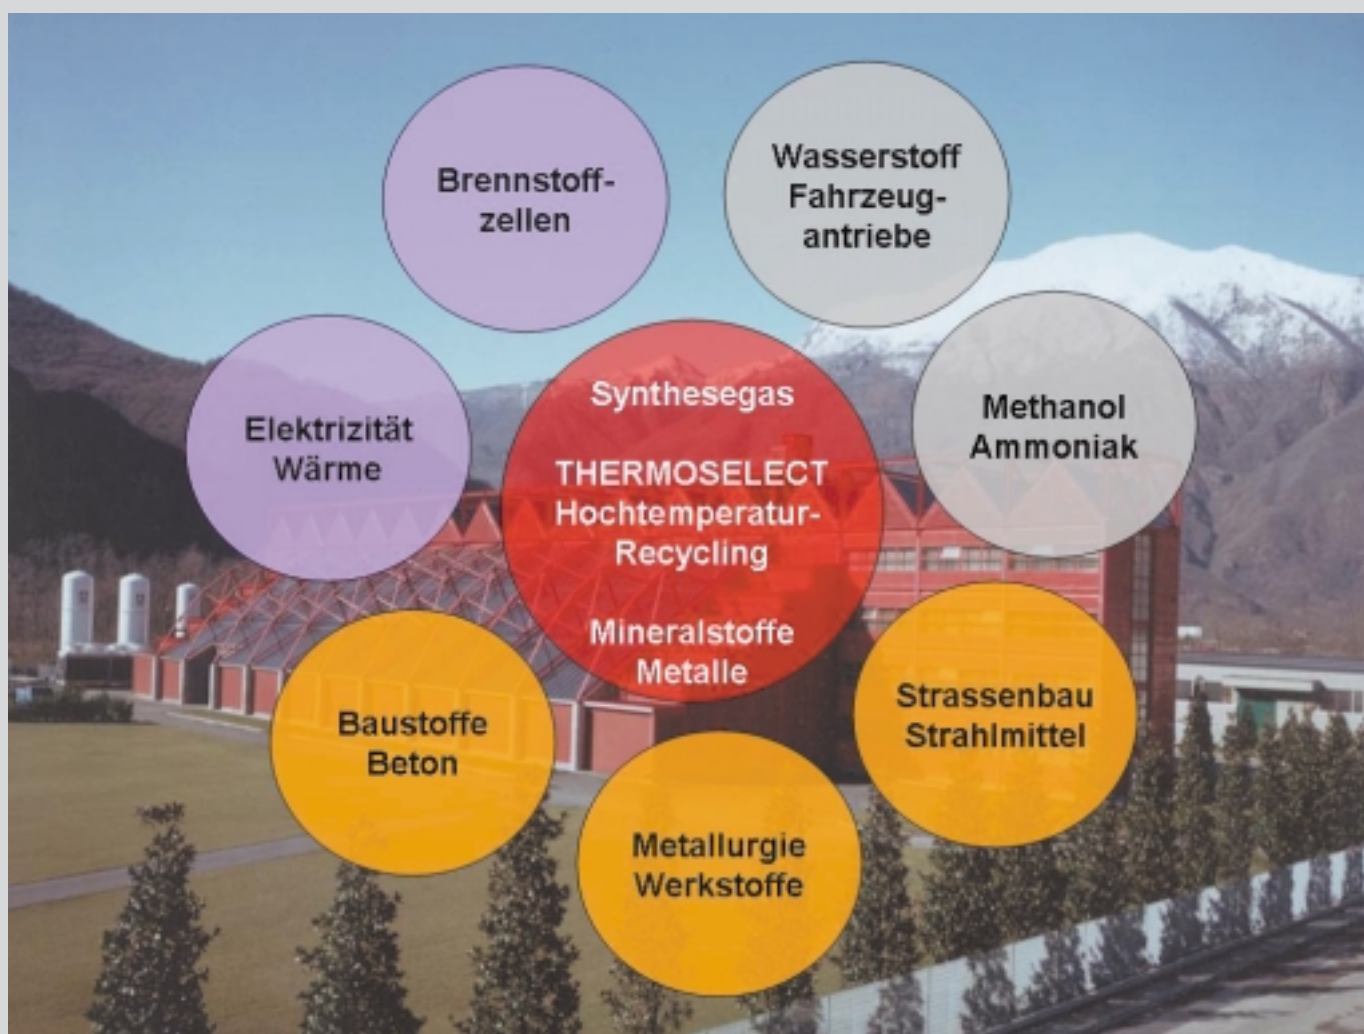 Brennstoff-
zellen
Wasserstoff
Fahrzeug-
antriebe
Elektrizität
Wärme
Synthesegas
THERMOSELECT
Hochtemperatur-
Recycling
Mineralstoffe
Metalle
Methanol
Ammoniak
Baustoffe
Beton
Metallurgie
Werkstoffe
Strassenbau
Strahlmittel